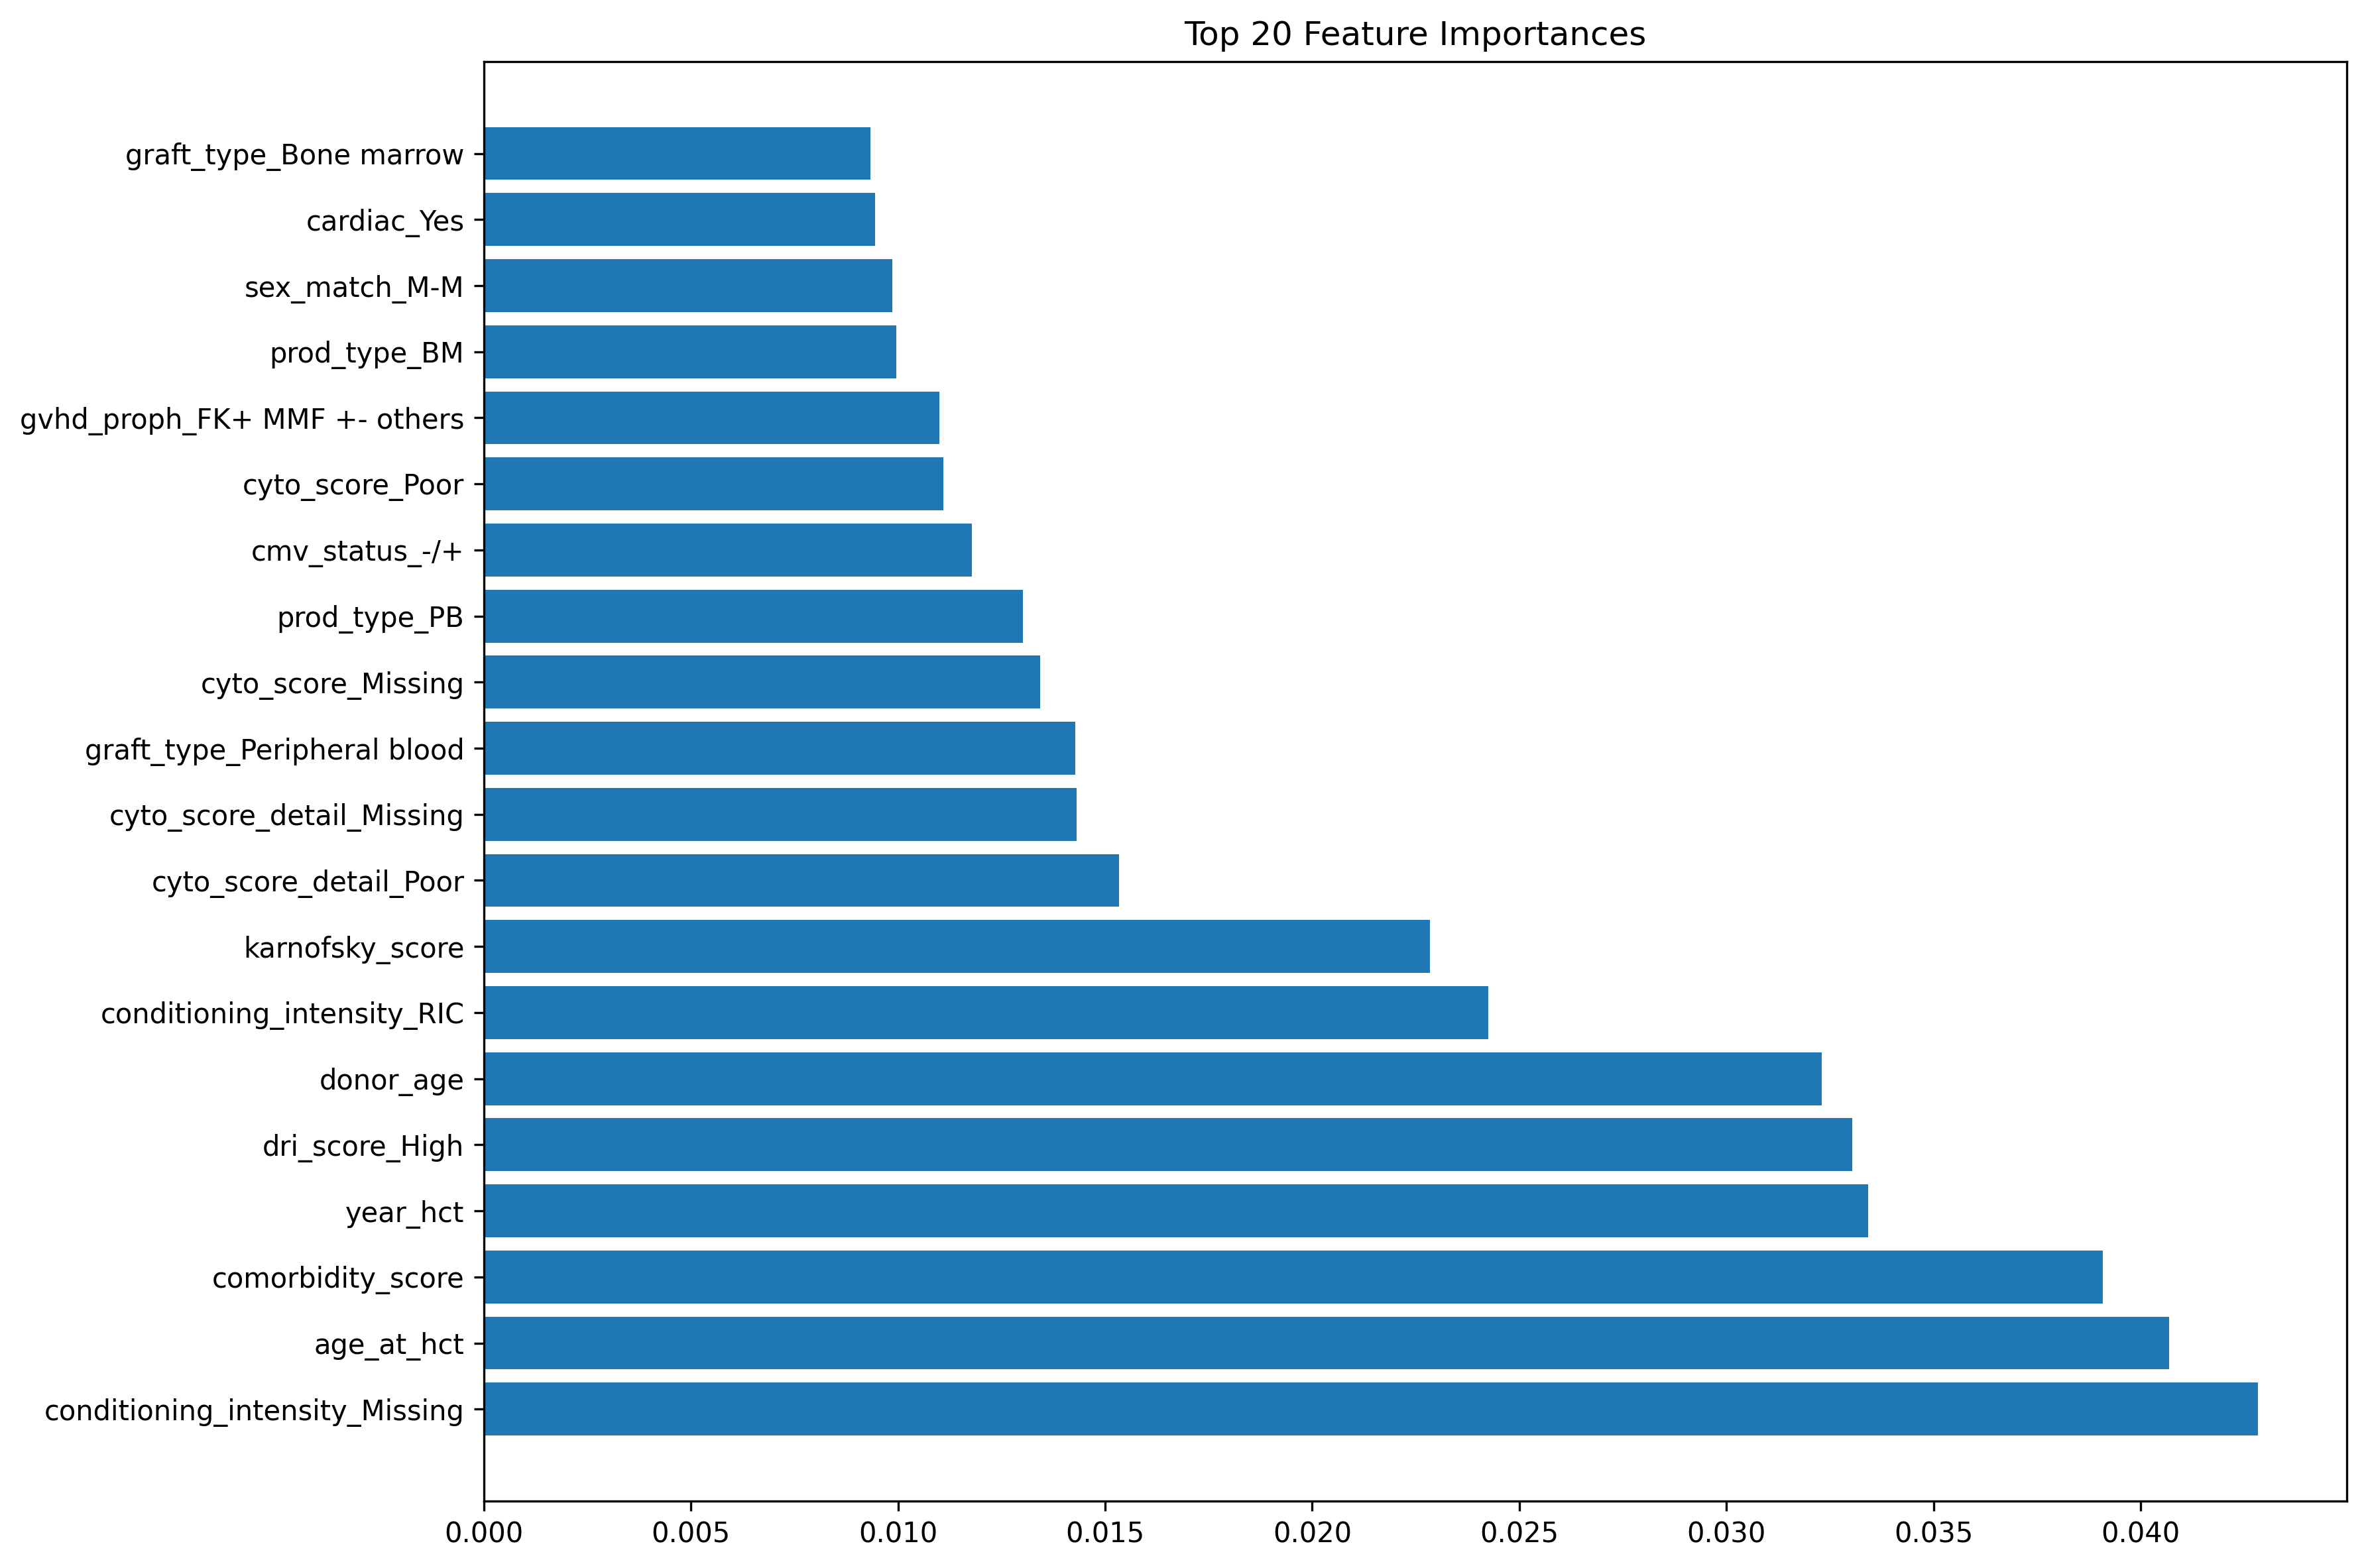 Top 20 Feature Importances
graft_type_Bone marrow
cardiac_Yes
sex_match_M-M
prod_type_BM
gvhd_proph_FK+ MMF +- others
cyto_score_Poor
cmv_status_-/+
prod_type_PB
cyto_score_Missing
graft_type_Peripheral blood
cyto_score_detail_Missing
cyto_score_detail_Poor
karnofsky_score
conditioning_intensity_RIC
donor_age
dri_score_High
year_hct
comorbidity_score
age_at_hct
conditioning_intensity_Missing
0.000 0.005 0.010 0.015 0.020 0.025 0.030 0.035 0.040